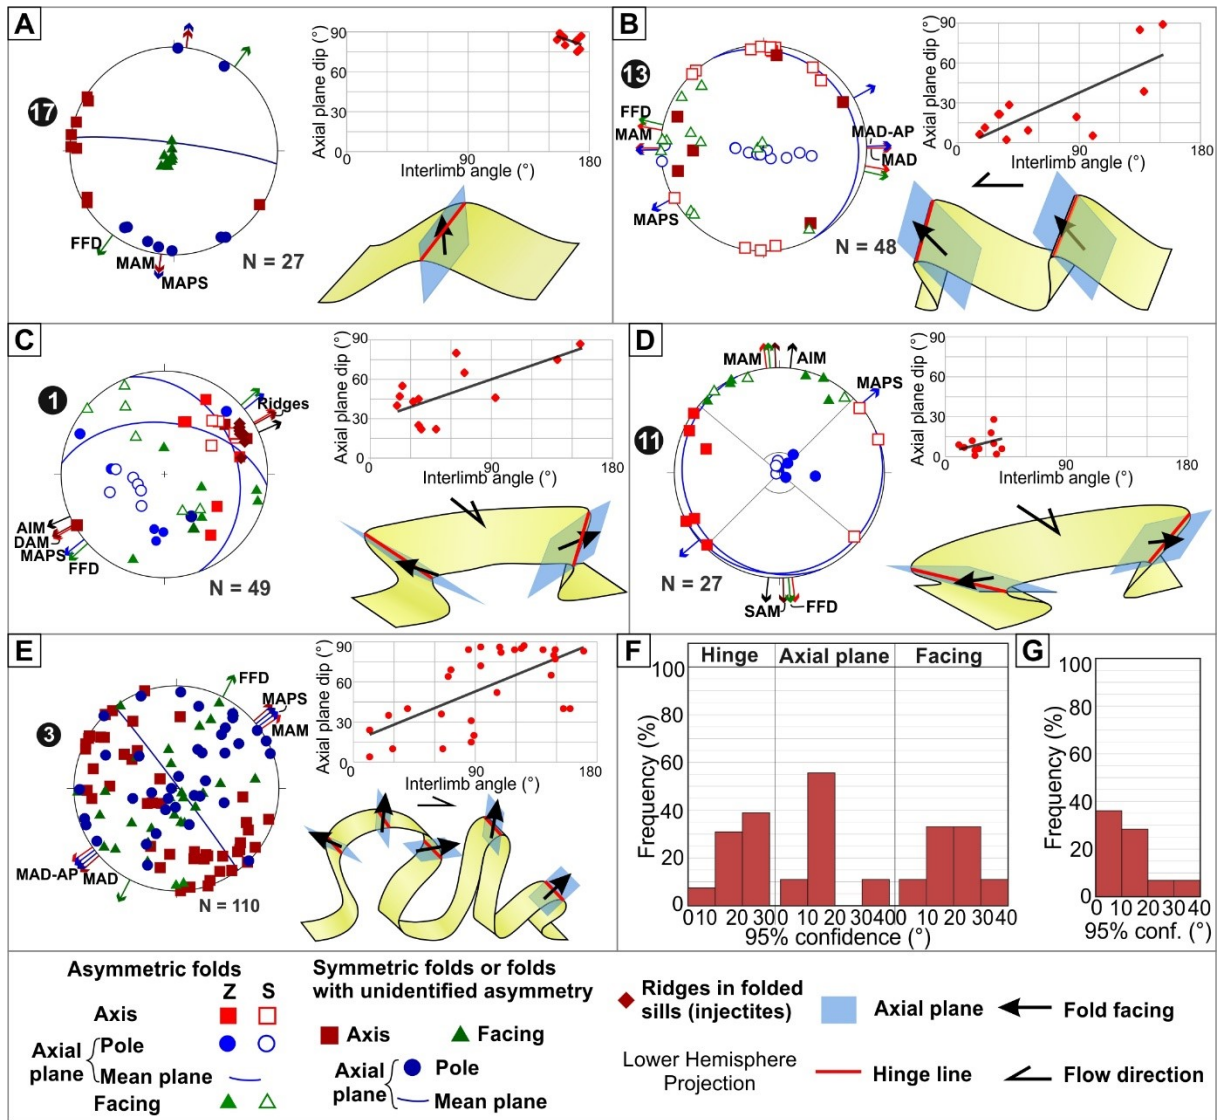 A
17
FFD
MAM
MAPS
N = 27
Axial plane dip (°)
90
60
30
0
0
90
180
Interlimb angle (°)
B
13
FFD
MAM
MAPS
MAD-AP
MAD
N = 48
Axial plane dip (°)
90
60
30
0
0
90
180
Interlimb angle (°)
C
1
Ridges
AIM
DAM
MAPS
FFD
N = 49
Axial plane dip (°)
90
60
30
0
0
90
180
Interlimb angle (°)
D
11
MAM
AIM
MAPS
SAM
FFD
N = 27
Axial plane dip (°)
90
60
30
0
0
90
180
Interlimb angle (°)
E
3
FFD
MAPS
MAM
MAD-AP
MAD
N = 110
Axial plane dip (°)
90
60
30
0
0
90
180
Interlimb angle (°)
F
Hinge Axial plane Facing
Frequency (%)
100
80
60
40
20
0
0 10 20 30 0 10 20 30 40 0 10 20 30 40
95% confidence (°)
G
Frequency (%)
100
80
60
40
20
0
0 10 20 30 40
95% conf. (°)
Asymmetric folds
Z S
Axis
Axial plane
Pole
Mean plane
Facing
Symmetric folds or folds
with unidentified asymmetry
Axis Facing
Axial plane
Pole
Mean plane
Ridges in folded
sills (injectites)
Axial plane
Fold facing
Lower Hemisphere
Projection
Hinge line
Flow direction